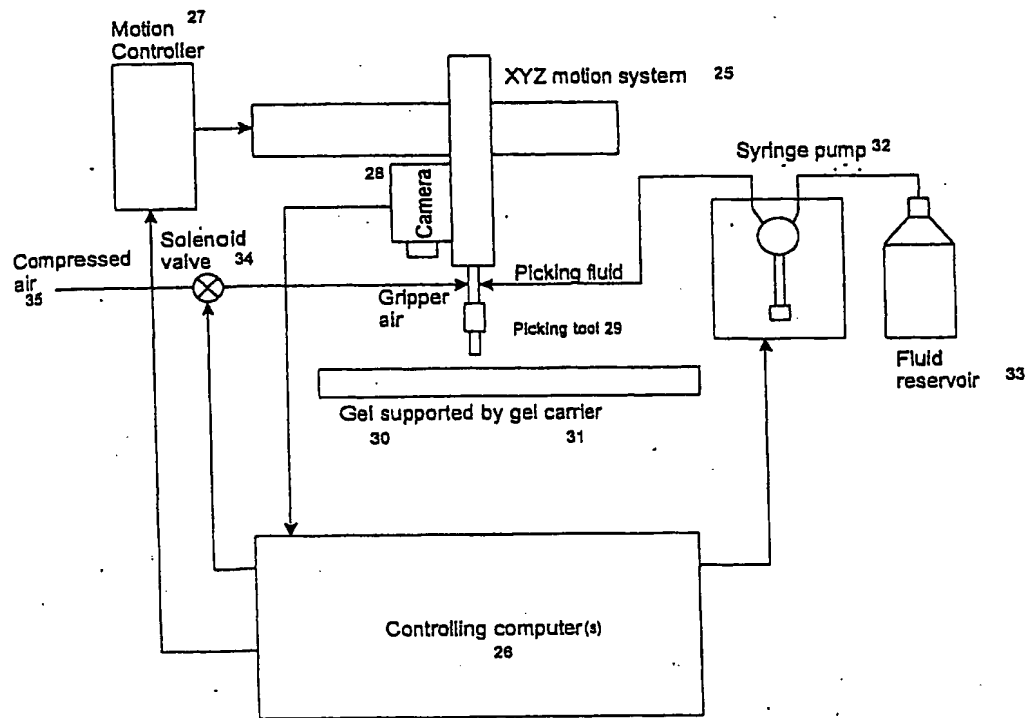 Motion 27
Controller
XYZ motion system 25
28
Camera
Syringe pump 32
Solenoid
valve 34
Compressed
air
35
Gripper
air
Picking fluid
Picking tool 29
Fluid
reservoir 33
Gel supported by gel carrier
30 31
Controlling computer(s)
26